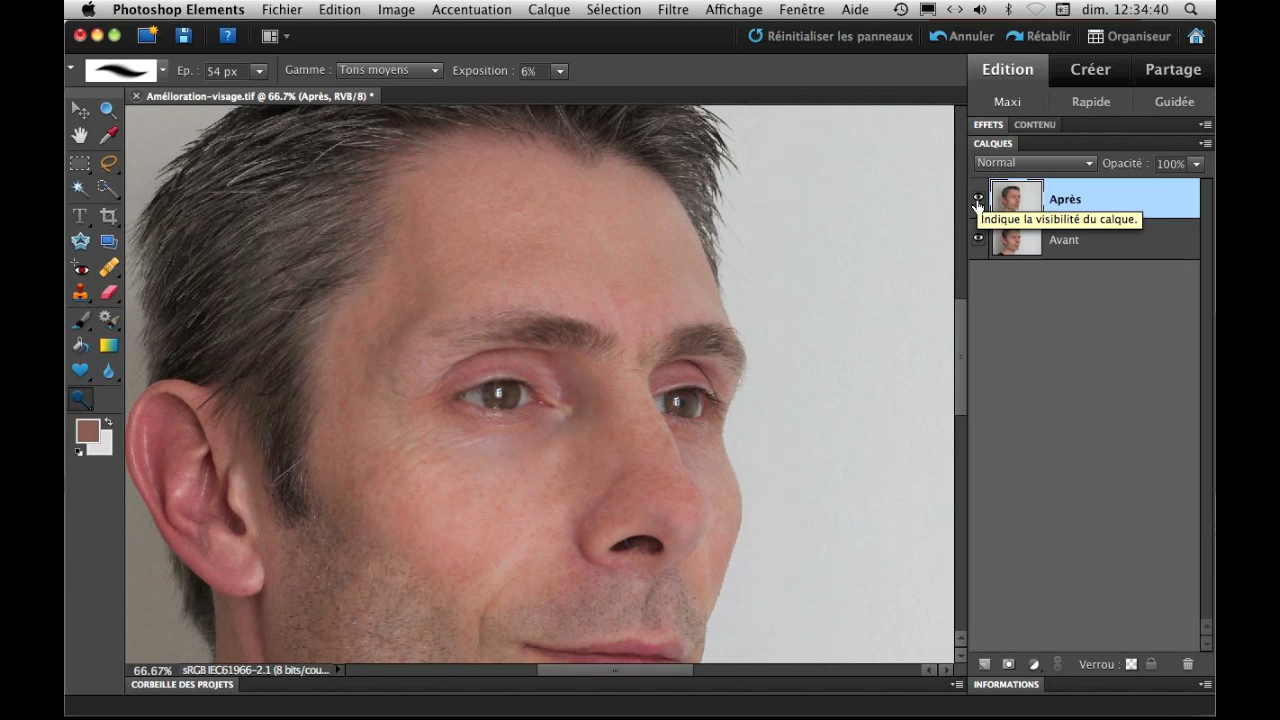 Photoshop Elements Fichier Edition Image Accentuation Calque Sélection Filtre Affichage Fenêtre Aide dim. 12:34:40
Réinitialiser les panneaux Annuler Rétablir Organiseur
Ep. : 54 px Gamme : Tons moyens Exposition : 6%
Edition Créer Partage
Amélioration-visage.tif @ 66.7% (Après, RVB/8) *
Maxi Rapide Guidée
EFFETS CONTENU
CALQUES
Normal Opacité : 100%
Après
Indique la visibilité du calque.
Avant
66.67% sRGB IEC61966-2.1 (8 bits/cou...
Verrou :
CORBEILLE DES PROJETS
INFORMATIONS